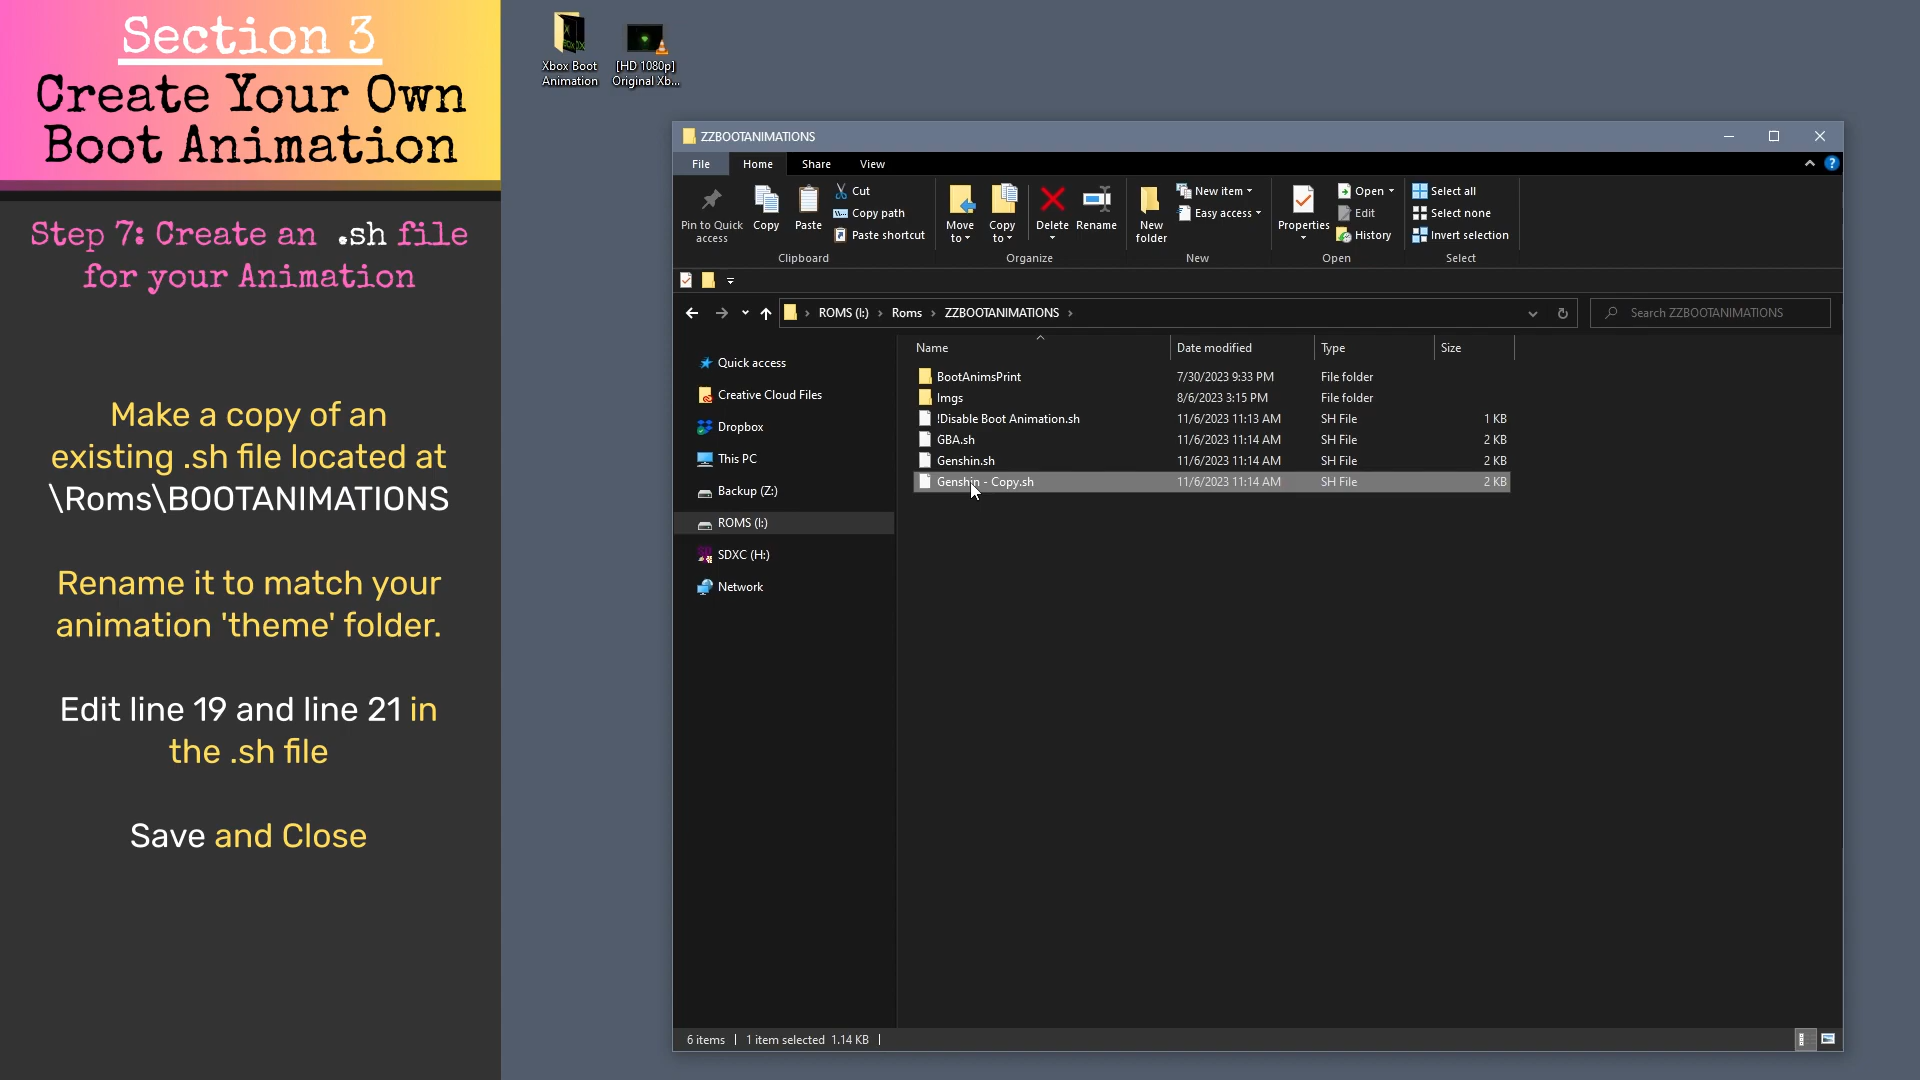 Section 3
Create Your Own
Boot Animation
Step 7: Create an .sh file
for your Animation
Make a copy of an
existing .sh file located at
\Roms\BOOTANIMATIONS
Rename it to match your
animation 'theme' folder.
Edit line 19 and line 21 in
the .sh file
Save and Close
Xbox Boot
Animation
[HD 1080p]
Original Xb...
ZZBOOTANIMATIONS
File Home Share View
Pin to Quick
access
Copy
Paste
Cut
Copy path
Paste shortcut
Clipboard
Move
to
Copy
to
Delete
Rename
Organize
New
folder
New item
Easy access
New
Properties
Open
Edit
History
Open
Select all
Select none
Invert selection
Select
ROMS (I:) › Roms › ZZBOOTANIMATIONS ›
Search ZZBOOTANIMATIONS
Quick access
Creative Cloud Files
Dropbox
This PC
Backup (Z:)
ROMS (I:)
SDXC (H:)
Network
Name Date modified Type Size
BootAnimsPrint 7/30/2023 9:33 PM File folder
Imgs 8/6/2023 3:15 PM File folder
!Disable Boot Animation.sh 11/6/2023 11:13 AM SH File 1 KB
GBA.sh 11/6/2023 11:14 AM SH File 2 KB
Genshin.sh 11/6/2023 11:14 AM SH File 2 KB
Genshin - Copy.sh 11/6/2023 11:14 AM SH File 2 KB
6 items | 1 item selected 1.14 KB |